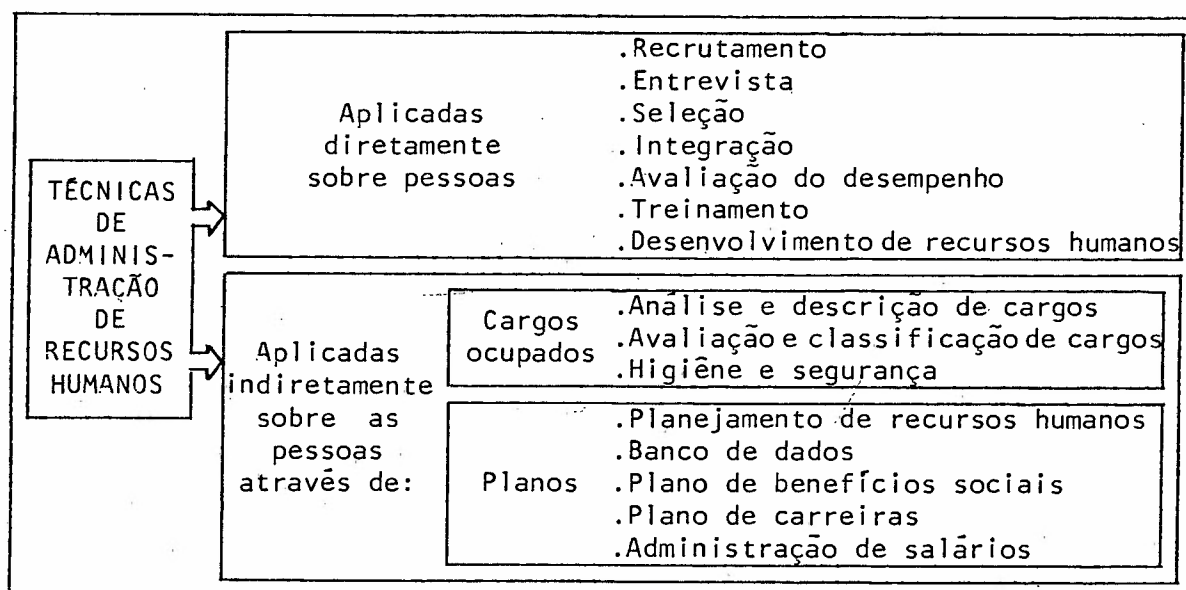 TÉCNICAS
DE
ADMINIS-
TRAÇÃO
DE
RECURSOS
HUMANOS
Aplicadas
diretamente
sobre pessoas
.Recrutamento
.Entrevista
.Seleção
.Integração
.Avaliação do desempenho
.Treinamento
.Desenvolvimento de recursos humanos
Aplicadas
indiretamente
sobre as
pessoas
através de:
Cargos
ocupados
.Análise e descrição de cargos
.Avaliação e classificação de cargos
.Higiêne e segurança
Planos
.Planejamento de recursos humanos
.Banco de dados
.Plano de benefícios sociais
.Plano de carreiras
.Administração de salários